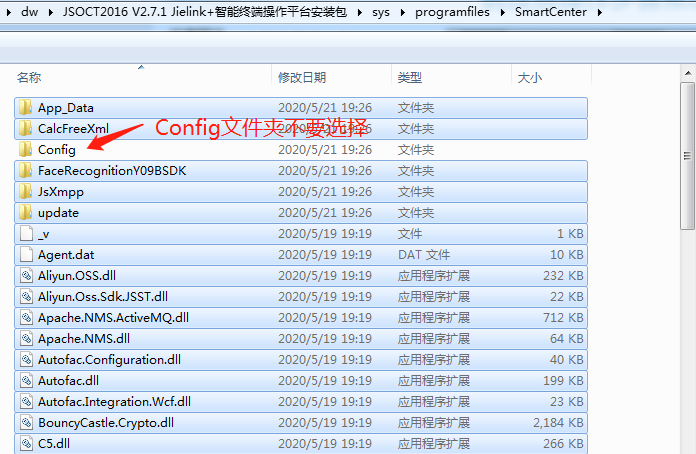 dw JSOCT2016 V2.7.1 Jielink+智能终端操作平台安装包 sys programfiles SmartCenter
名称 修改日期 类型 大小
App_Data 2020/5/21 19:26 文件夹
CalcFreeXml 2020/5/21 19:26 文件夹
Config文件夹不要选择
Config 2020/5/21 19:26 文件夹
FaceRecognitionY09BSDK 2020/5/21 19:26 文件夹
JsXmpp 2020/5/21 19:26 文件夹
update 2020/5/21 19:26 文件夹
_v 2020/5/19 19:19 文件 1 KB
Agent.dat 2020/5/19 19:19 DAT 文件 10 KB
Aliyun.OSS.dll 2020/5/19 19:19 应用程序扩展 232 KB
Aliyun.Oss.Sdk.JSST.dll 2020/5/19 19:19 应用程序扩展 22 KB
Apache.NMS.ActiveMQ.dll 2020/5/19 19:19 应用程序扩展 712 KB
Apache.NMS.dll 2020/5/19 19:19 应用程序扩展 64 KB
Autofac.Configuration.dll 2020/5/19 19:19 应用程序扩展 40 KB
Autofac.dll 2020/5/19 19:19 应用程序扩展 199 KB
Autofac.Integration.Wcf.dll 2020/5/19 19:19 应用程序扩展 23 KB
BouncyCastle.Crypto.dll 2020/5/19 19:19 应用程序扩展 2,184 KB
C5.dll 2020/5/19 19:19 应用程序扩展 266 KB